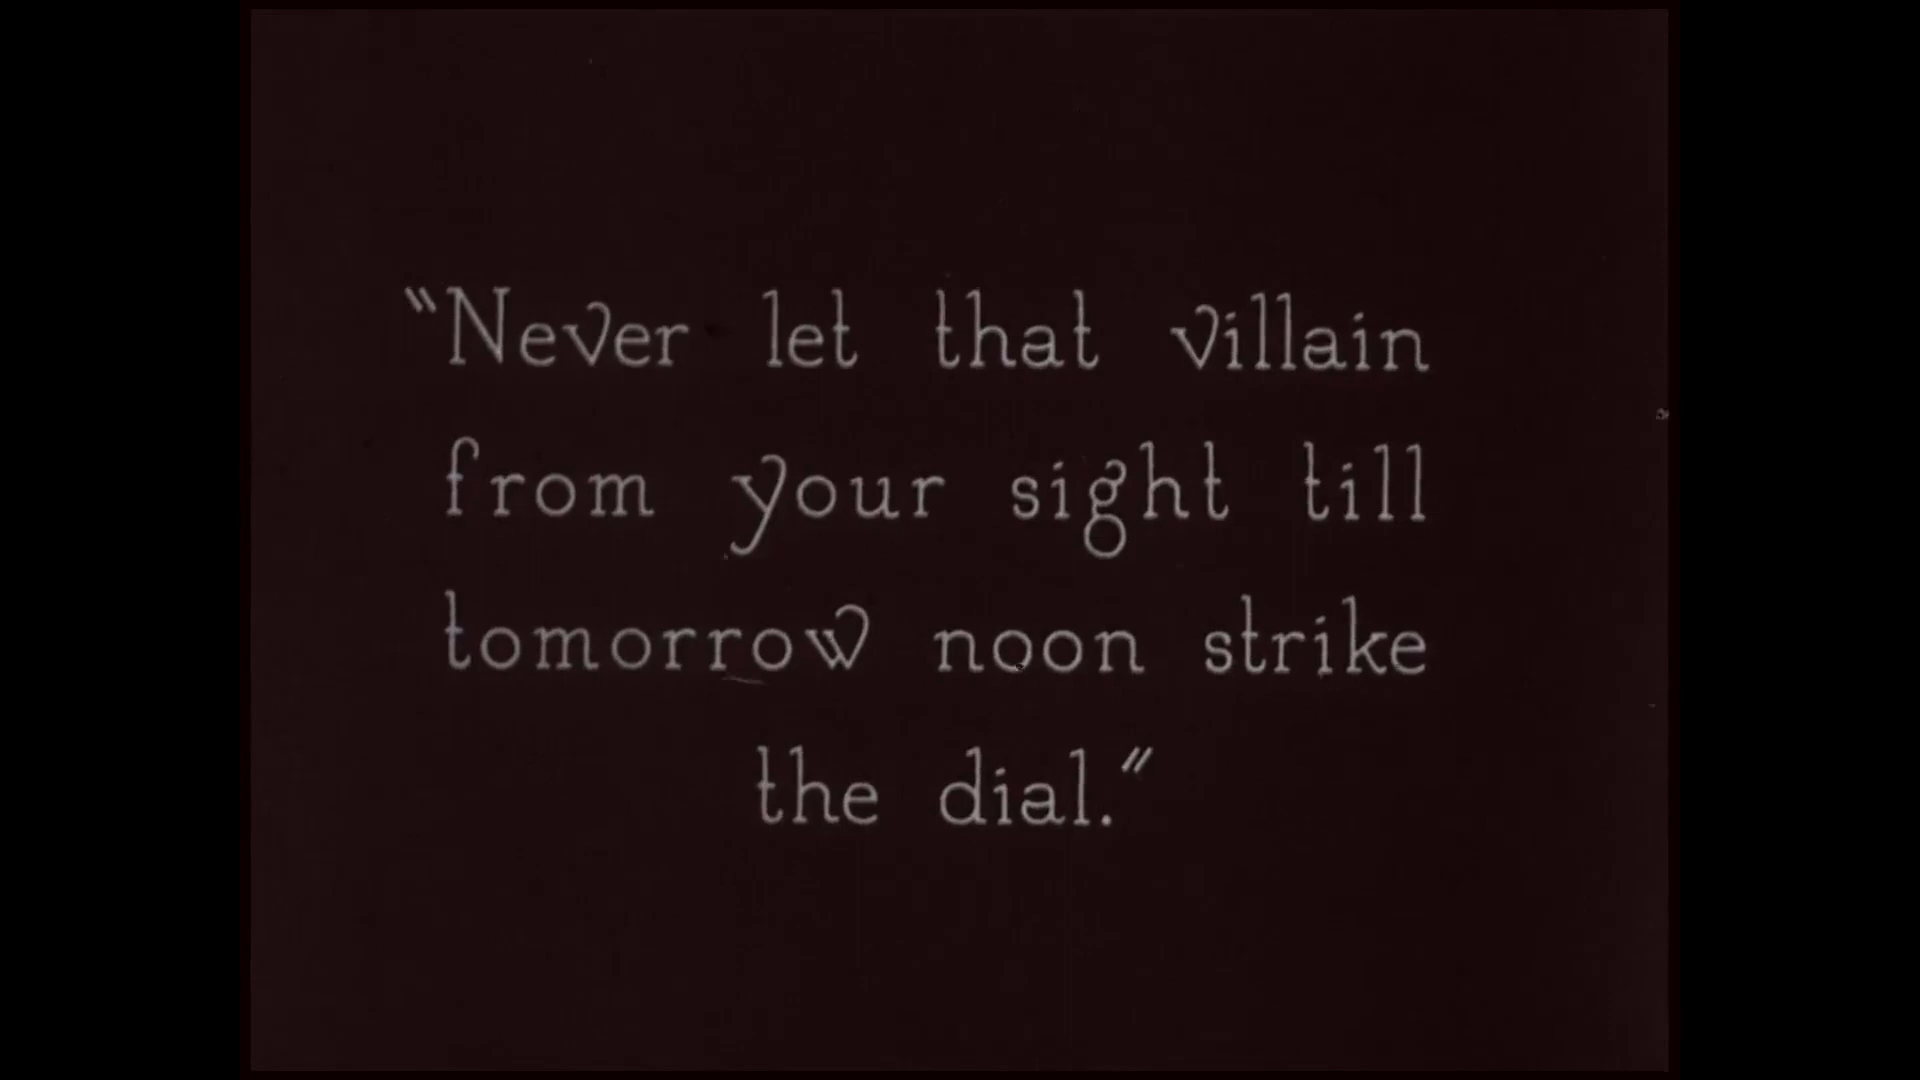 “Never let that villain
from your sight till
tomorrow noon strike
the dial.”